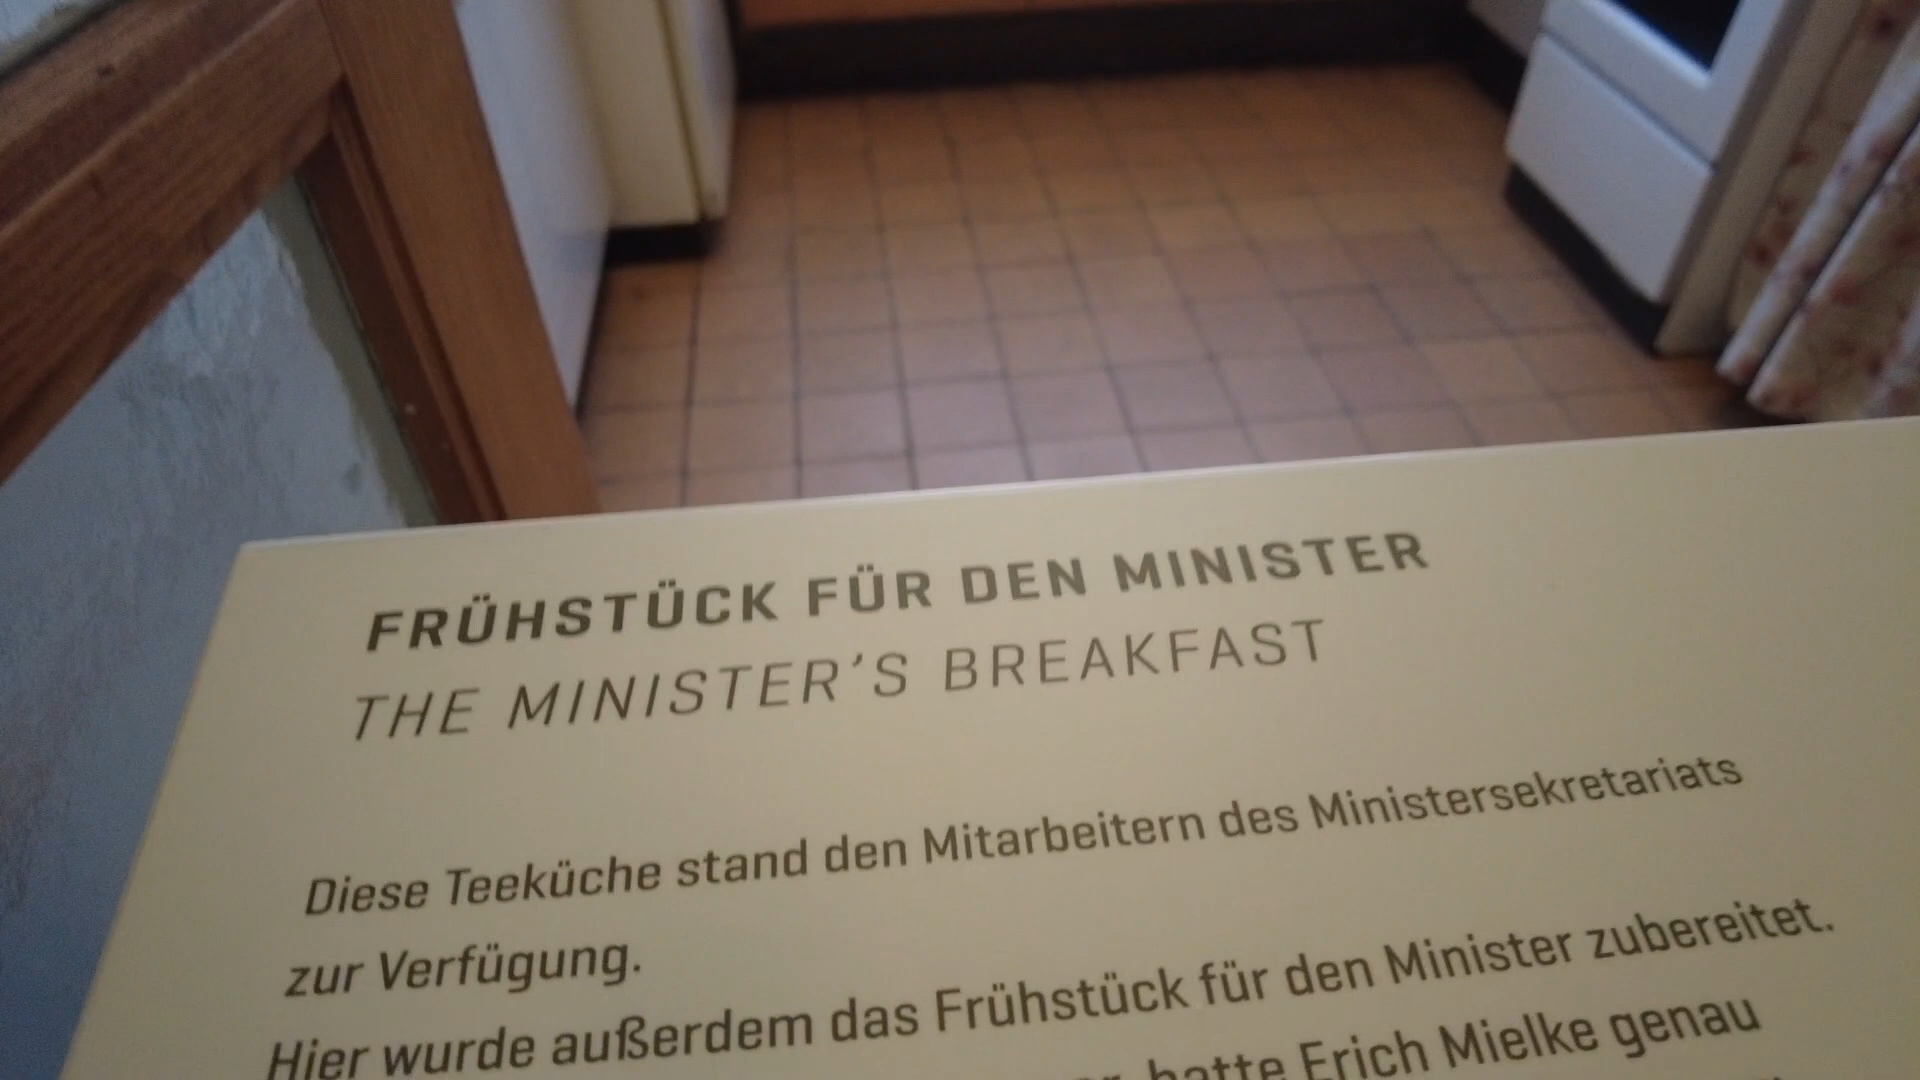 FRÜHSTÜCK FÜR DEN MINISTER
THE MINISTER'S BREAKFAST
Diese Teeküche stand den Mitarbeitern des Ministersekretariats
zur Verfügung.
Hier wurde außerdem das Frühstück für den Minister zubereitet.
hatte Erich Mielke genau